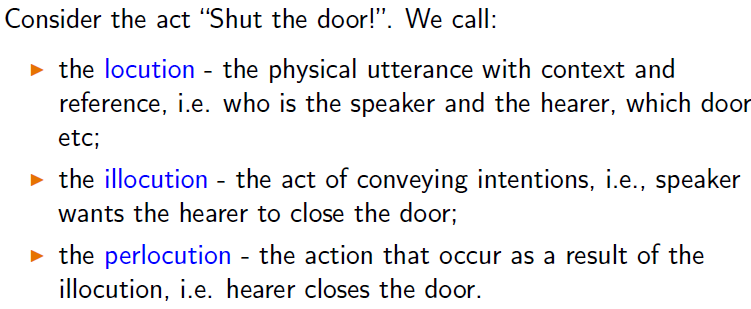 Consider the act “Shut the door!”. We call:
▶ the locution - the physical utterance with context and
reference, i.e. who is the speaker and the hearer, which door
etc;
▶ the illocution - the act of conveying intentions, i.e., speaker
wants the hearer to close the door;
▶ the perlocution - the action that occur as a result of the
illocution, i.e. hearer closes the door.